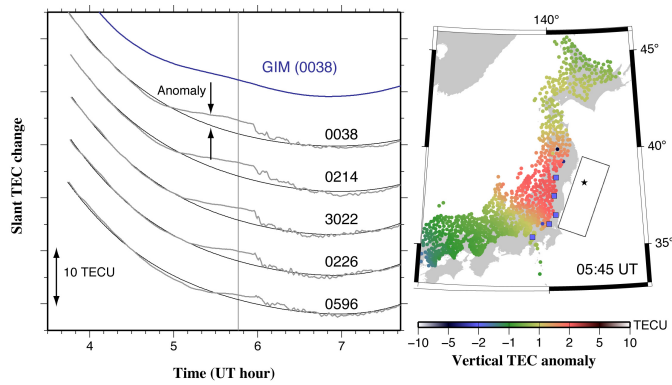 GIM (0038)
Anomaly
0038
0214
3022
0226
0596
10 TECU
Slant TEC change
4 5 6 7
Time (UT hour)
140°
45°
40°
35°
05:45 UT
TECU
−10 −5 −2 −1 1 2 5 10
Vertical TEC anomaly